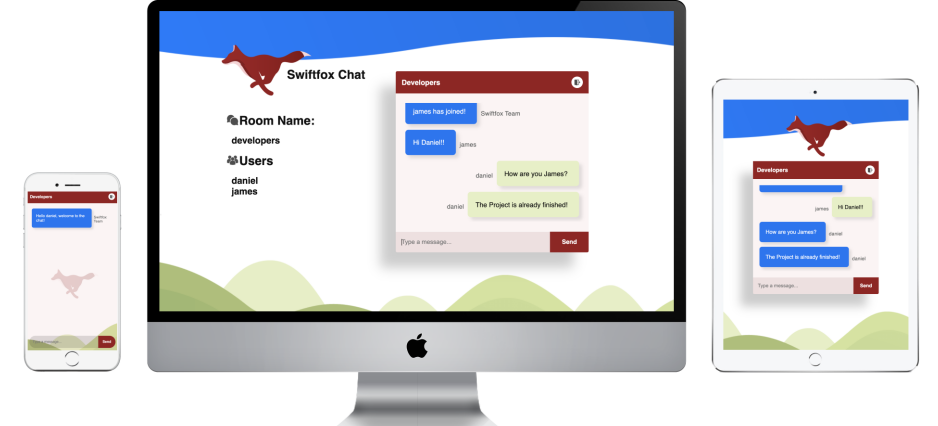 Developers
Hello daniel, welcome to the
chat!
Swiftfox
Team
Send
Swiftfox Chat
Room Name:
developers
Users
daniel
james
Developers
james has joined!
Swiftfox Team
Hi Daniel!!
james
daniel
How are you James?
daniel
The Project is already finished!
Type a message...
Send
Developers
james
Hi Daniel!!
How are you James?
daniel
The Project is already finished!
daniel
Type a message...
Send